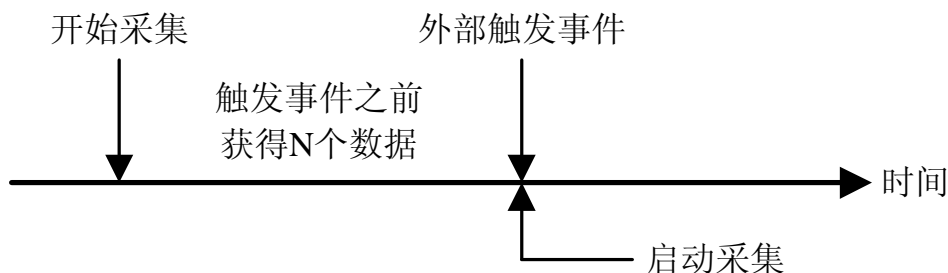 开始采集
外部触发事件
触发事件之前
获得N个数据
时间
启动采集